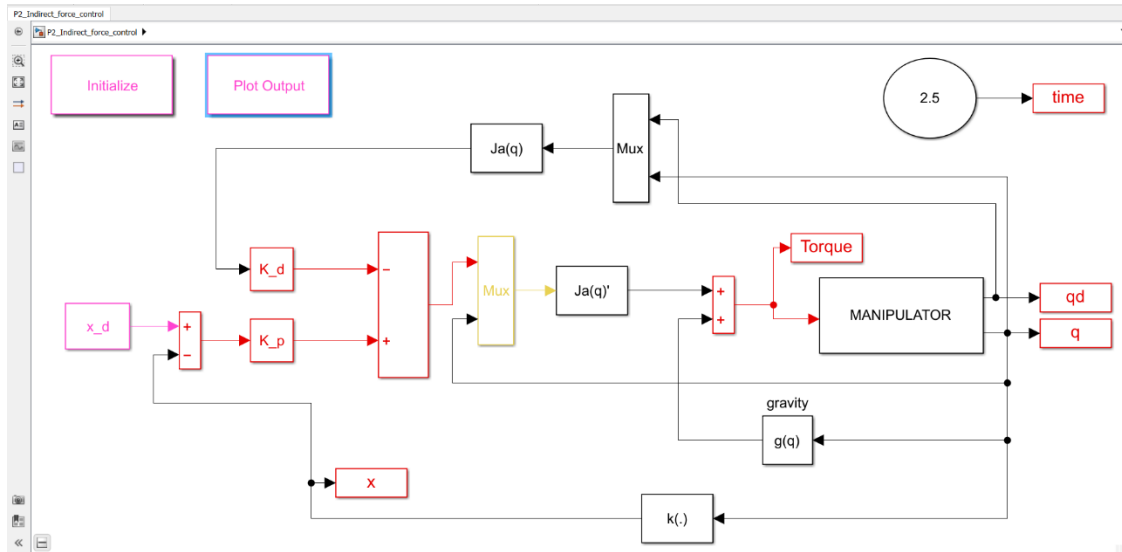 P2_Indirect_force_control
P2_Indirect_force_control
Initialize
Plot Output
2.5
time
Ja(q)
Mux
K_d
−
+
Mux
Ja(q)'
Torque
+
+
MANIPULATOR
qd
q
x_d
+
−
K_p
gravity
g(q)
x
k(.)